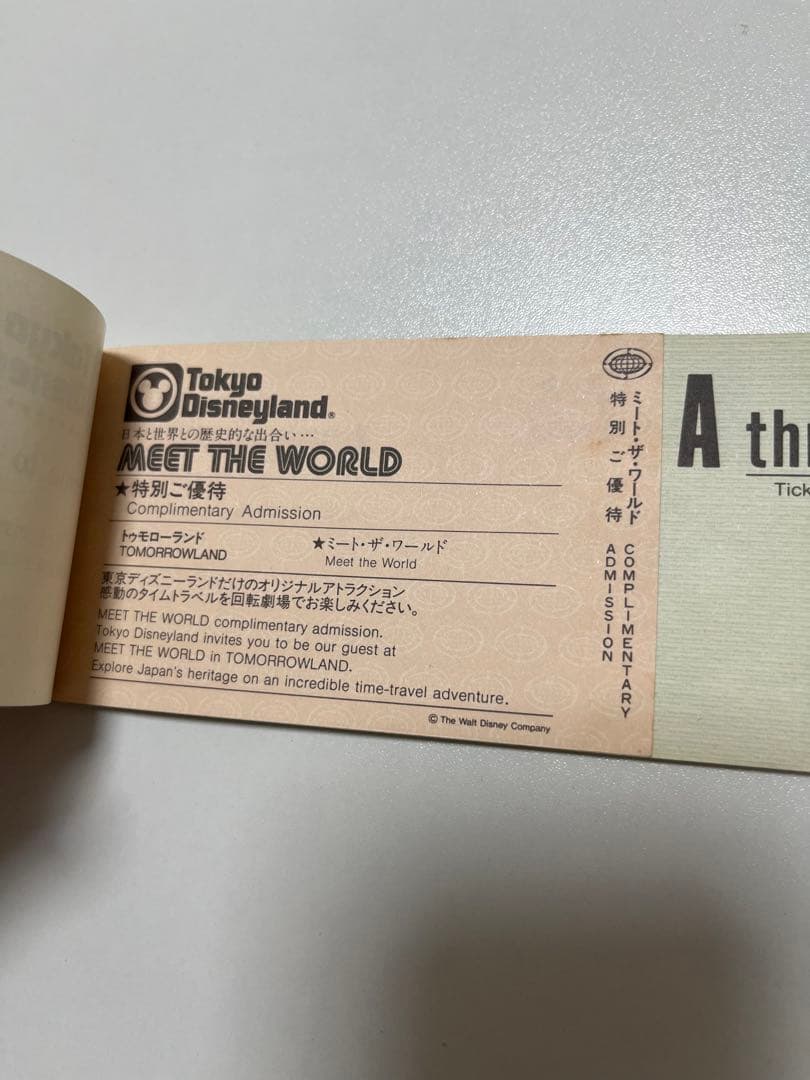 Tokyo
Disneyland®
日本と世界との歴史的な出合い…
MEET THE WORLD
★特別ご優待
Complimentary Admission
トゥモローランド
TOMORROWLAND
★ミート・ザ・ワールド
Meet the World
東京ディズニーランドだけのオリジナルアトラクション
感動のタイムトラベルを回転劇場でお楽しみください。
MEET THE WORLD complimentary admission.
Tokyo Disneyland invites you to be our guest at
MEET THE WORLD in TOMORROWLAND.
Explore Japan's heritage on an incredible time-travel adventure.
© The Walt Disney Company
ミート・ザ・ワールド
特別ご優待
COMPLIMENTARY
ADMISSION
A thr
Tick